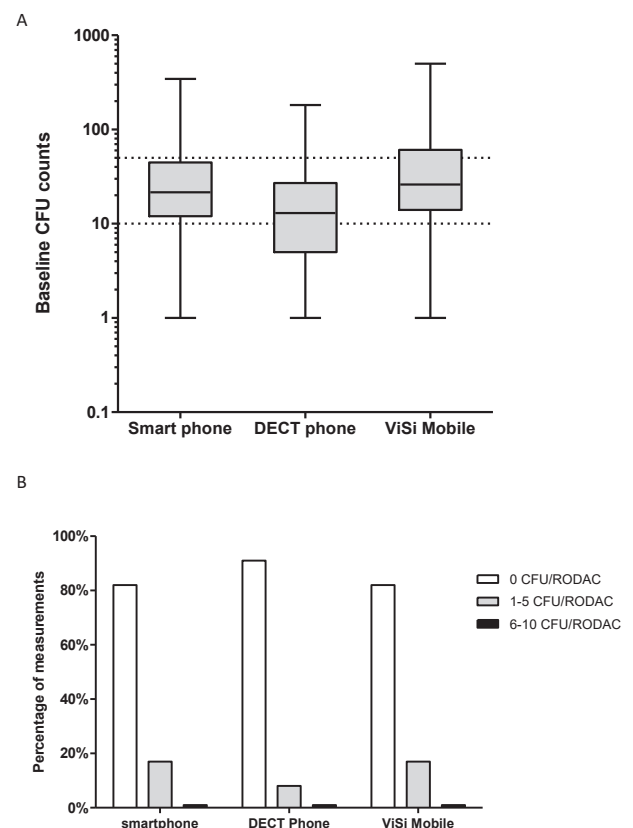 A
1000
100
10
1
0.1
Baseline CFU counts
Smart phone DECT phone ViSi Mobile
B
100%
80%
60%
40%
20%
0%
Percentage of measurements
smartphone DECT Phone ViSi Mobile
0 CFU/RODAC
1-5 CFU/RODAC
6-10 CFU/RODAC